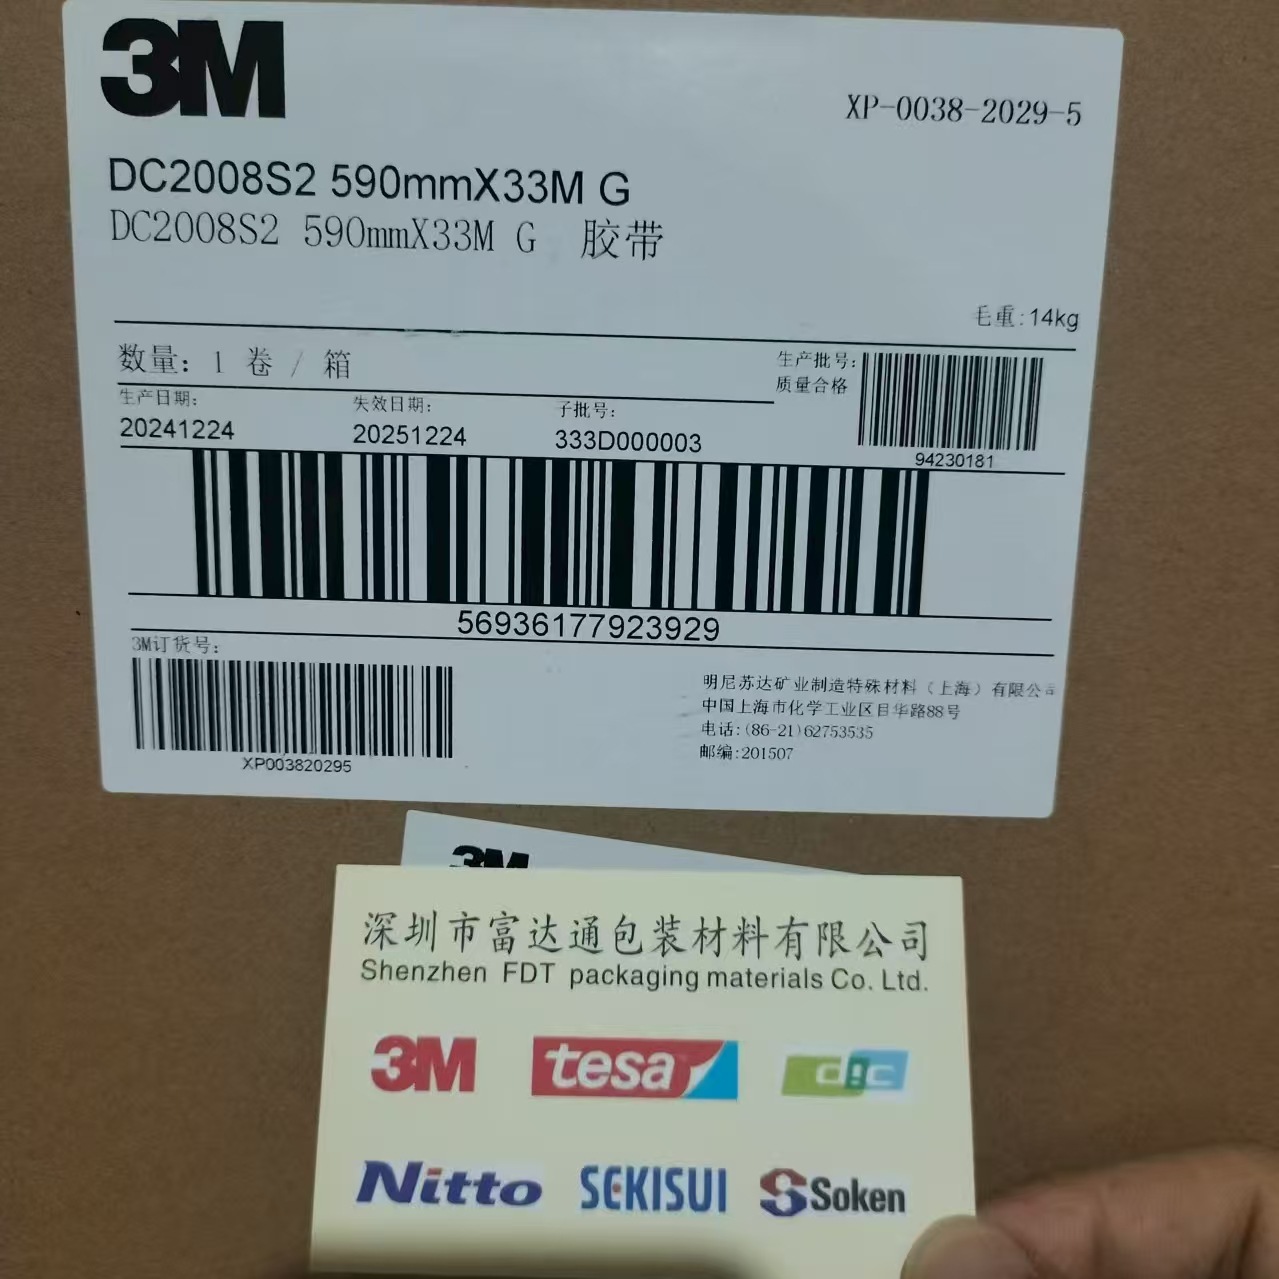 3M
XP-0038-2029-5
DC2008S2 590mmX33M G
DC2008S2 590mmX33M G 胶带
毛重:14kg
数量: 1 卷 / 箱
生产批号:
质量合格
94230181
生产日期: 失效日期: 子批号:
20241224 20251224 333D000003
56936177923929
3M订货号:
XP003820295
明尼苏达矿业制造特殊材料（上海）有限公司
中国上海市化学工业区目华路88号
电话:(86-21)62753535
邮编:201507
3M
深圳市富达通包装材料有限公司
Shenzhen FDT packaging materials Co. Ltd.
3M tesa dic
Nitto SEKISUI Soken